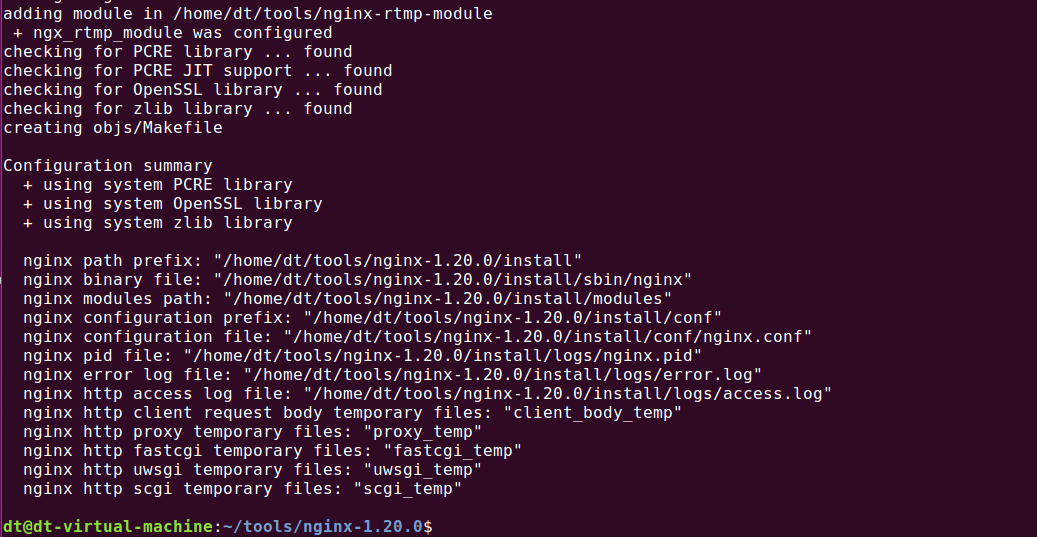 adding module in /home/dt/tools/nginx-rtmp-module
 + ngx_rtmp_module was configured
checking for PCRE library ... found
checking for PCRE JIT support ... found
checking for OpenSSL library ... found
checking for zlib library ... found
creating objs/Makefile

Configuration summary
  + using system PCRE library
  + using system OpenSSL library
  + using system zlib library

  nginx path prefix: "/home/dt/tools/nginx-1.20.0/install"
  nginx binary file: "/home/dt/tools/nginx-1.20.0/install/sbin/nginx"
  nginx modules path: "/home/dt/tools/nginx-1.20.0/install/modules"
  nginx configuration prefix: "/home/dt/tools/nginx-1.20.0/install/conf"
  nginx configuration file: "/home/dt/tools/nginx-1.20.0/install/conf/nginx.conf"
  nginx pid file: "/home/dt/tools/nginx-1.20.0/install/logs/nginx.pid"
  nginx error log file: "/home/dt/tools/nginx-1.20.0/install/logs/error.log"
  nginx http access log file: "/home/dt/tools/nginx-1.20.0/install/logs/access.log"
  nginx http client request body temporary files: "client_body_temp"
  nginx http proxy temporary files: "proxy_temp"
  nginx http fastcgi temporary files: "fastcgi_temp"
  nginx http uwsgi temporary files: "uwsgi_temp"
  nginx http scgi temporary files: "scgi_temp"

dt@dt-virtual-machine:~/tools/nginx-1.20.0$